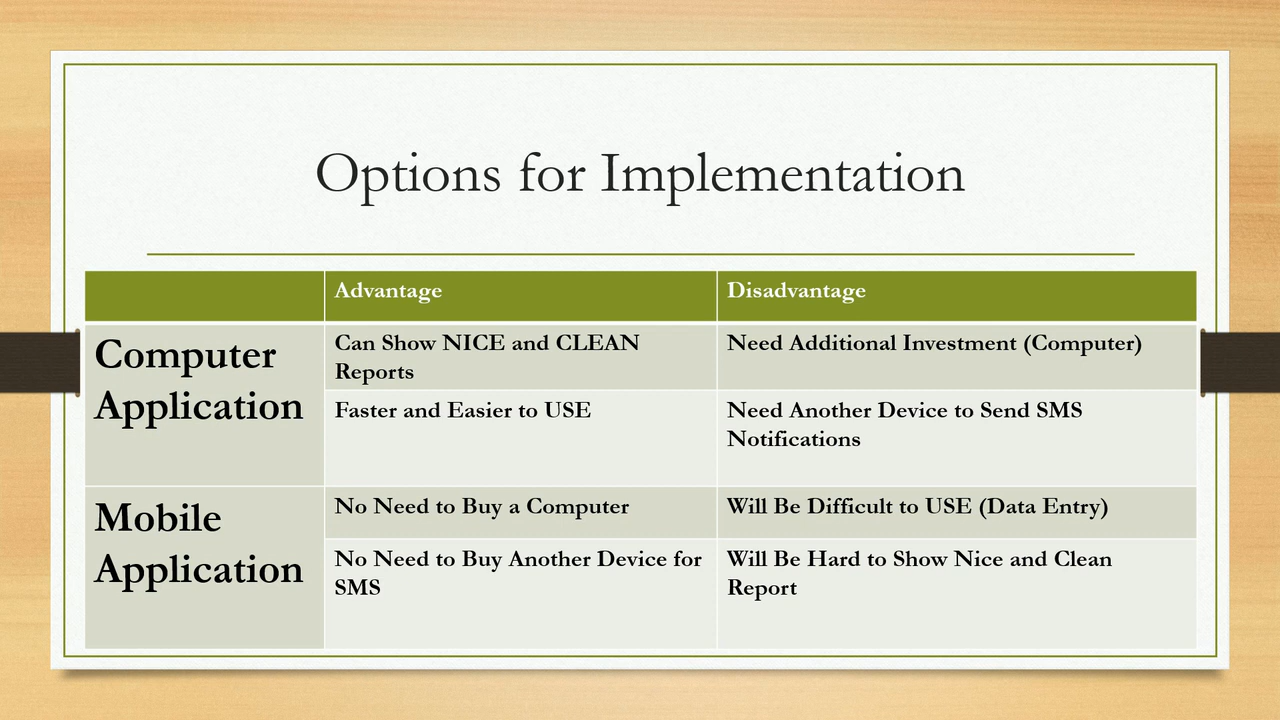 Options for Implementation
Advantage
Disadvantage
Computer
Application
Can Show NICE and CLEAN
Reports
Need Additional Investment (Computer)
Faster and Easier to USE
Need Another Device to Send SMS
Notifications
Mobile
Application
No Need to Buy a Computer
Will Be Difficult to USE (Data Entry)
No Need to Buy Another Device for
SMS
Will Be Hard to Show Nice and Clean
Report